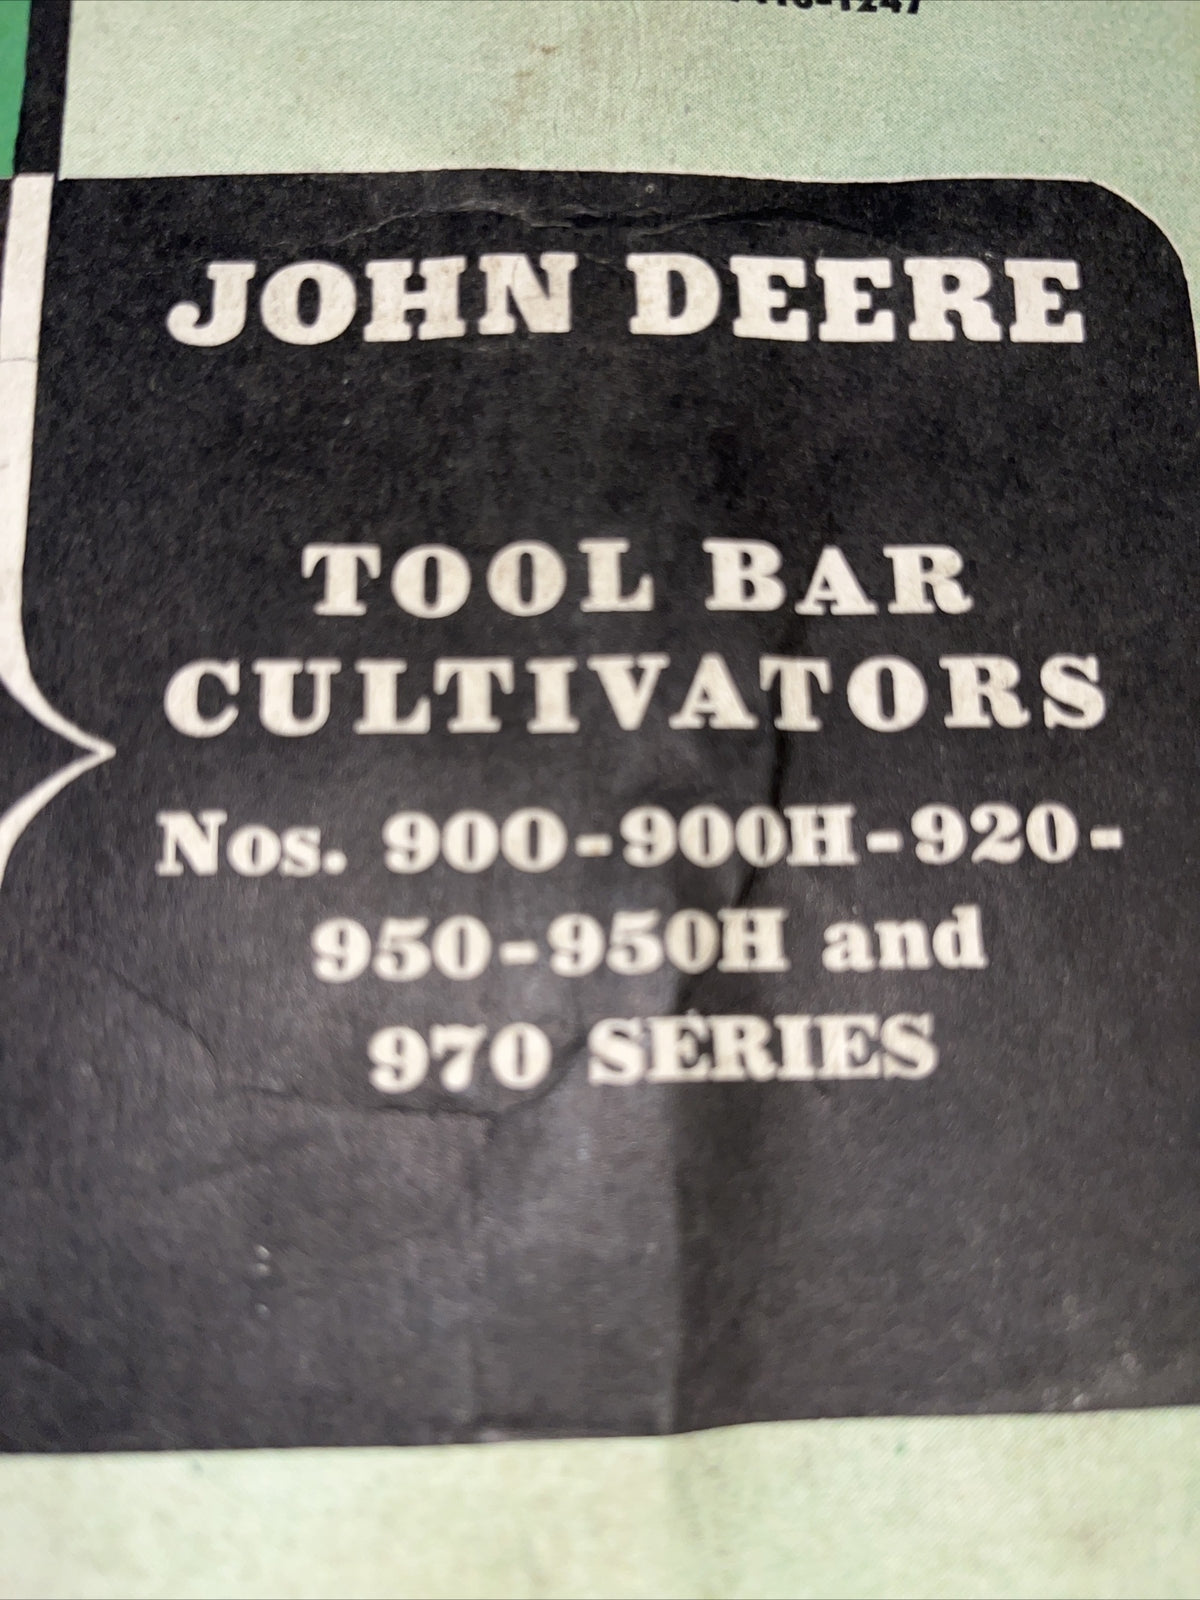 JOHN DEERE
TOOL BAR
CULTIVATORS
Nos. 900-900H-920-
950-950H and
970 SERIES